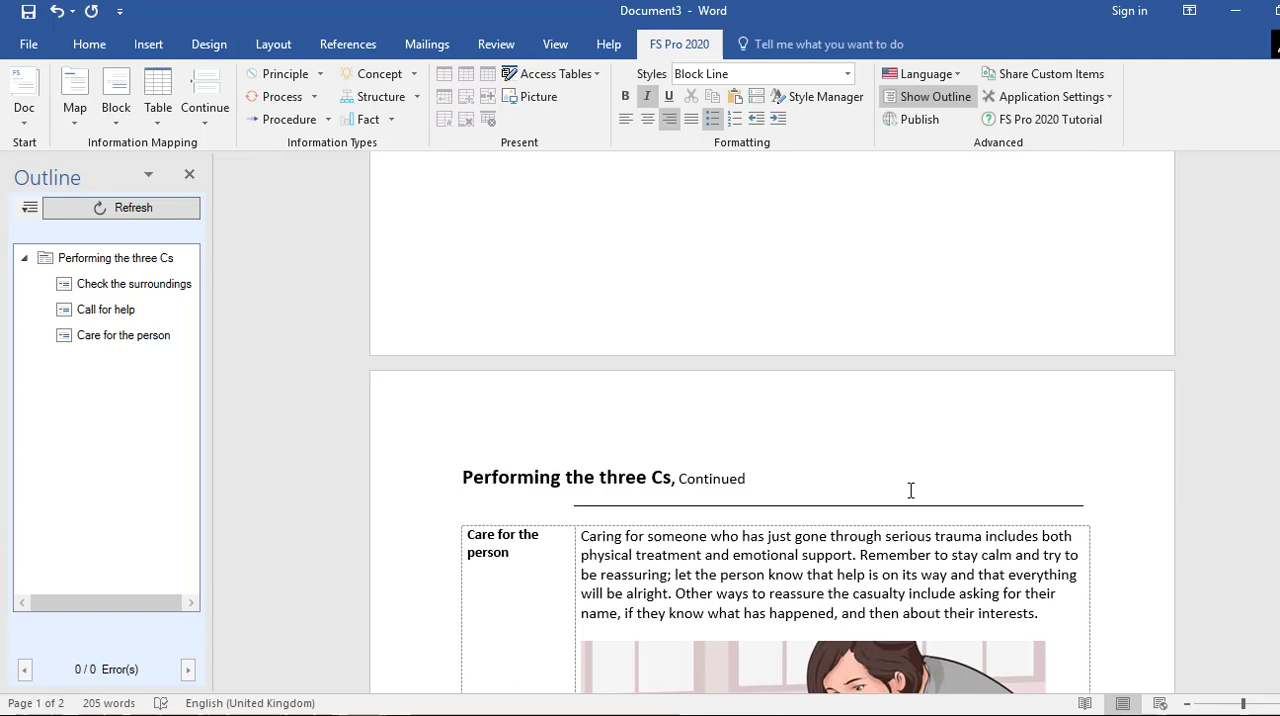 Document3 - Word
Sign in
File Home Insert Design Layout References Mailings Review View Help FS Pro 2020 Tell me what you want to do
FS
Doc
Map Block Table Continue
Principle Concept
Process Structure
Procedure Fact
Access Tables
Picture
Styles Block Line
B I U Style Manager
Language Share Custom Items
Show Outline Application Settings
Publish ? FS Pro 2020 Tutorial
Start Information Mapping Information Types Present Formatting Advanced
Outline
Refresh
Performing the three Cs
Check the surroundings
Call for help
Care for the person
0 / 0 Error(s)
Performing the three Cs, Continued
Care for the
person
Caring for someone who has just gone through serious trauma includes both
physical treatment and emotional support. Remember to stay calm and try to
be reassuring; let the person know that help is on its way and that everything
will be alright. Other ways to reassure the casualty include asking for their
name, if they know what has happened, and then about their interests.
Page 1 of 2 205 words English (United Kingdom)